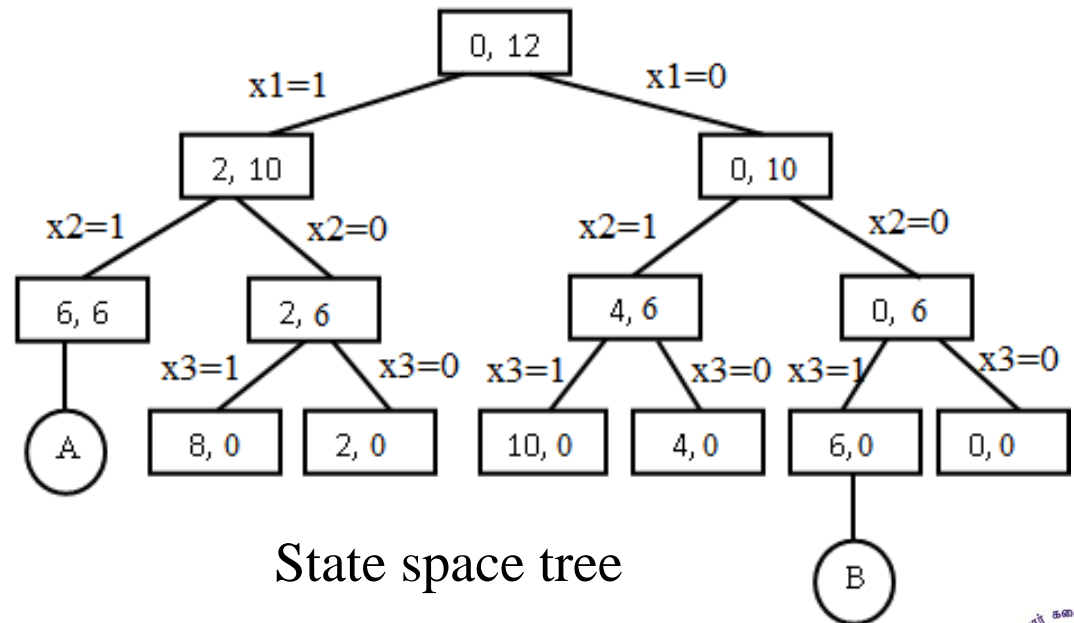 0, 12
x1=1
x1=0
2, 10
0, 10
x2=1
x2=0
x2=1
x2=0
6, 6
2, 6
4, 6
0, 6
x3=1
x3=0
x3=1
x3=0
x3=1
x3=0
A
8, 0
2, 0
10, 0
4, 0
6,0
0, 0
State space tree
B